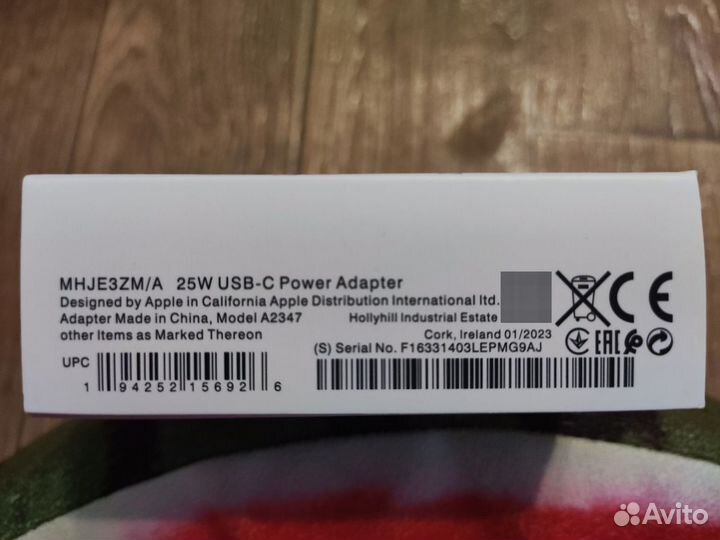 MHJE3ZM/A 25W USB-C Power Adapter
Designed by Apple in California Apple Distribution International ltd.
Adapter Made in China, Model A2347 Hollyhill Industrial Estate
other Items as Marked Thereon Cork, Ireland 01/2023
(S) Serial No. F16331403LEPMG9AJ
UPC
1 94252 15692 6
CE
EAC
Avito